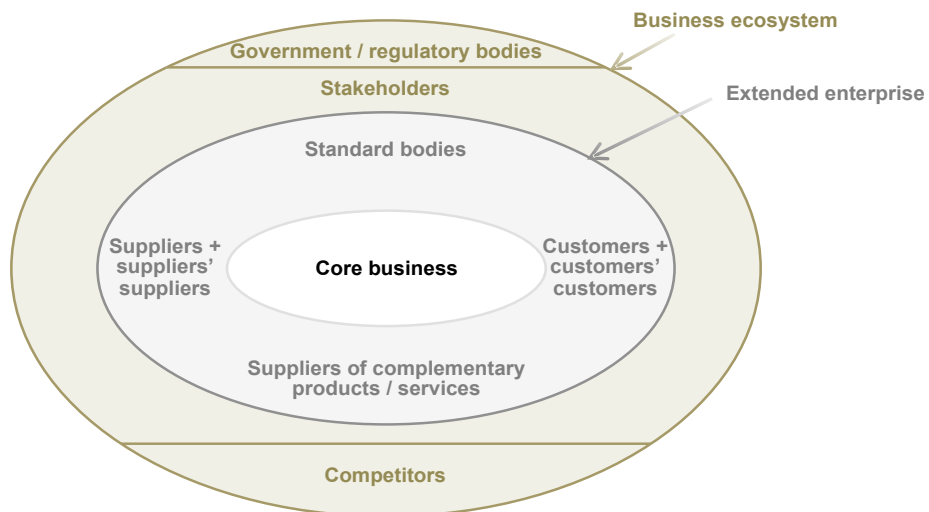 Business ecosystem
Government / regulatory bodies
Stakeholders
Extended enterprise
Standard bodies
Suppliers +
suppliers’
suppliers
Core business
Customers +
customers’
customers
Suppliers of complementary
products / services
Competitors